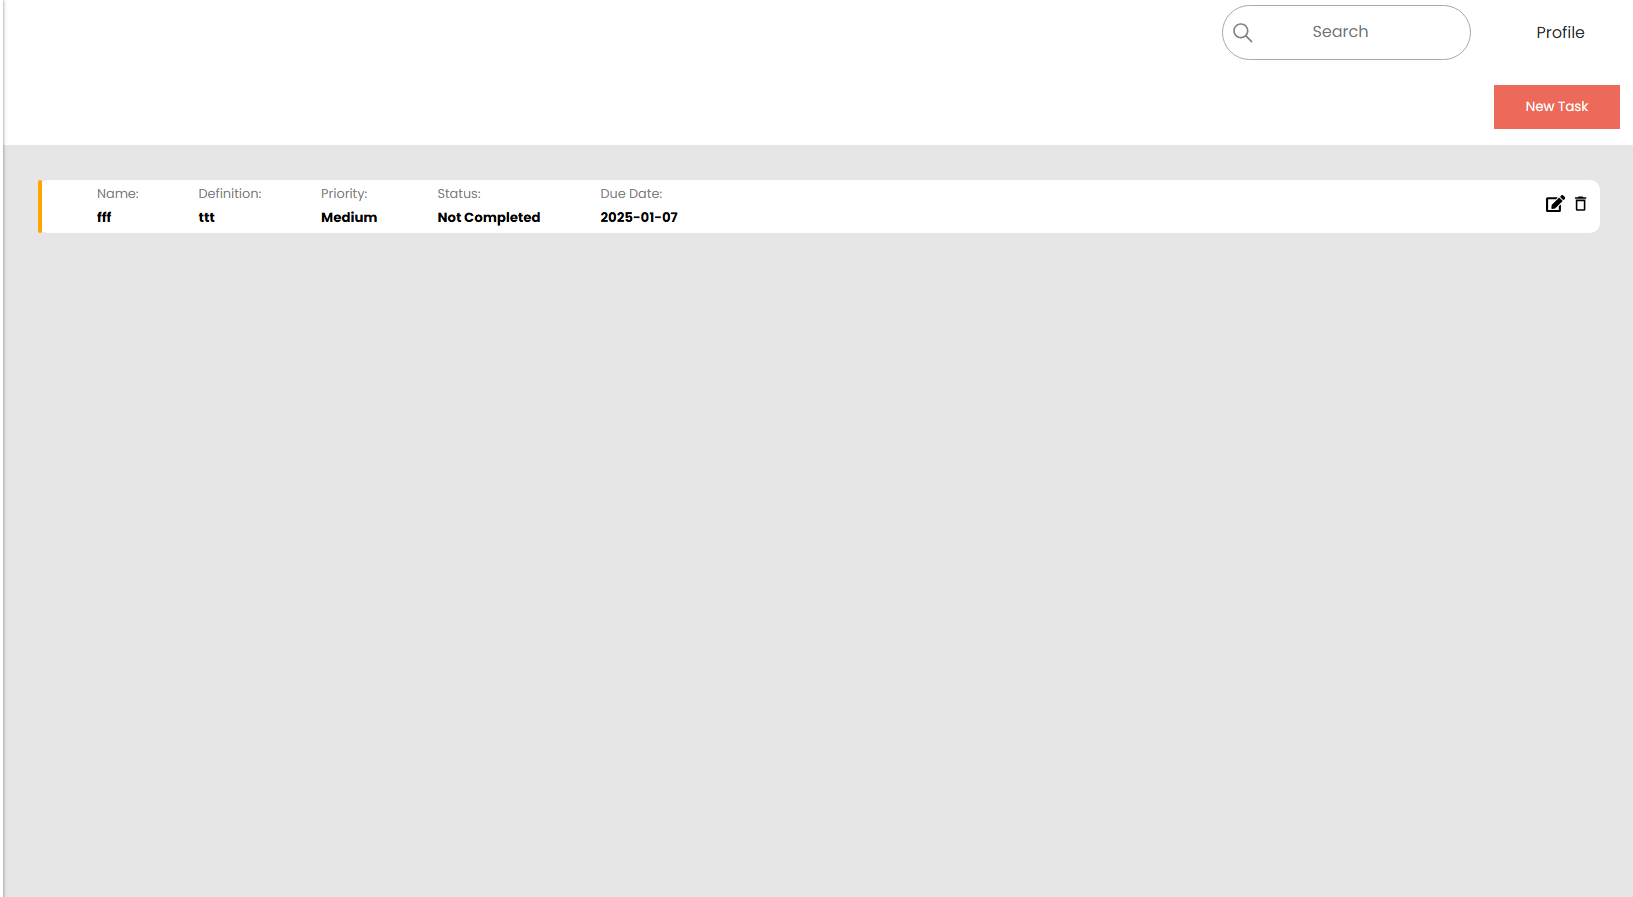 Search
Profile
New Task
Name: Definition: Priority: Status: Due Date:
fff ttt Medium Not Completed 2025-01-07